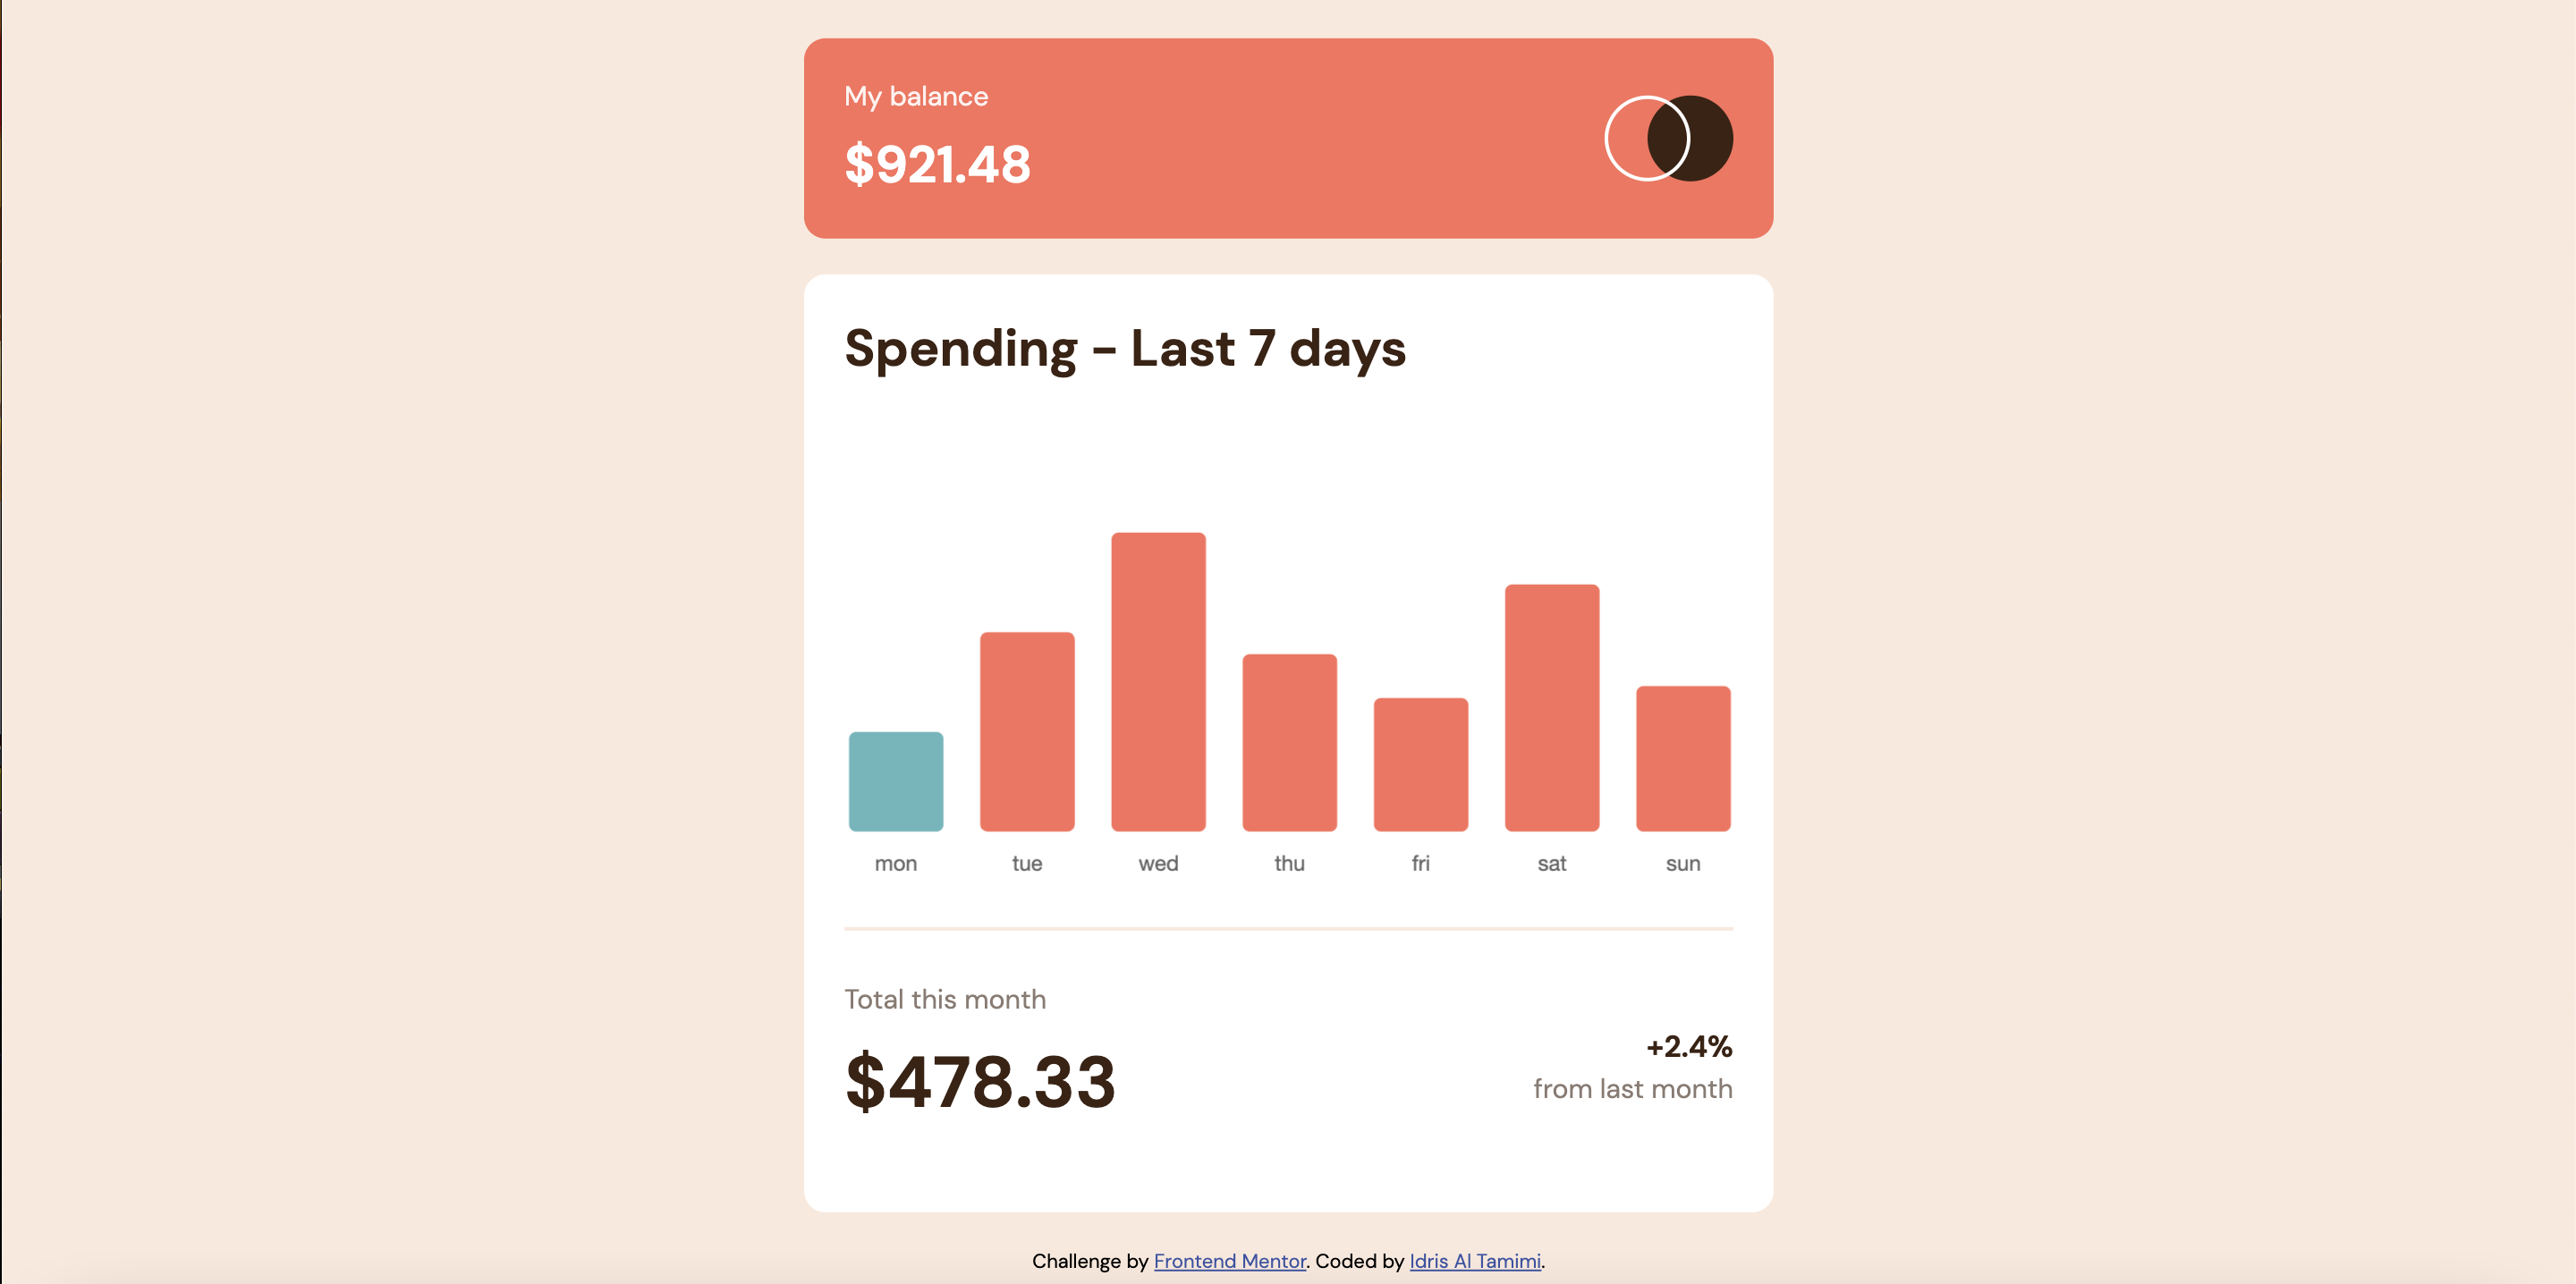 My balance
$921.48
Spending - Last 7 days
mon tue wed thu fri sat sun
Total this month
$478.33
+2.4%
from last month
Challenge by Frontend Mentor. Coded by Idris Al Tamimi.